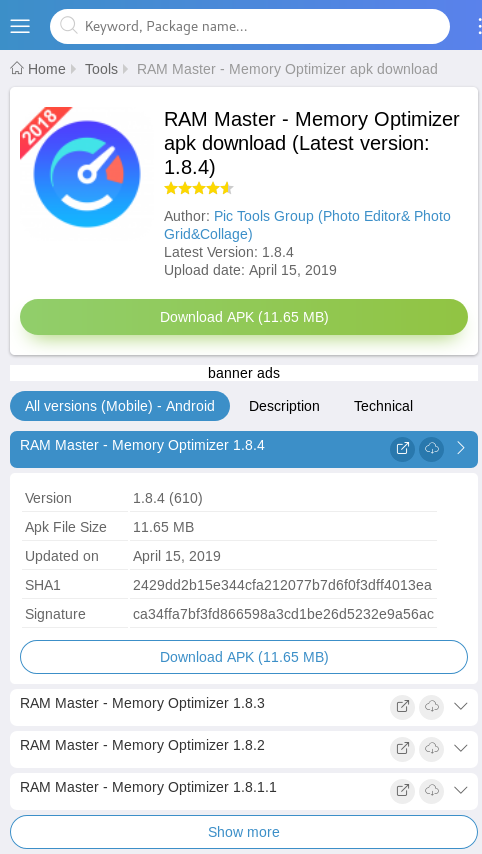 Keyword, Package name...
Home Tools RAM Master - Memory Optimizer apk download
2018
RAM Master - Memory Optimizer
apk download (Latest version:
1.8.4)
Author: Pic Tools Group (Photo Editor& Photo
Grid&Collage)
Latest Version: 1.8.4
Upload date: April 15, 2019
Download APK (11.65 MB)
banner ads
All versions (Mobile) - Android Description Technical
RAM Master - Memory Optimizer 1.8.4
Version 1.8.4 (610)
Apk File Size 11.65 MB
Updated on April 15, 2019
SHA1 2429dd2b15e344cfa212077b7d6f0f3dff4013ea
Signature ca34ffa7bf3fd866598a3cd1be26d5232e9a56ac
Download APK (11.65 MB)
RAM Master - Memory Optimizer 1.8.3
RAM Master - Memory Optimizer 1.8.2
RAM Master - Memory Optimizer 1.8.1.1
Show more